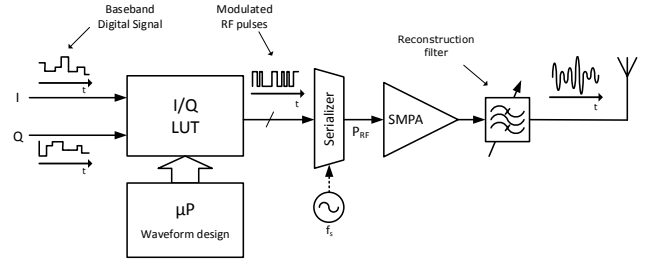 Baseband
Digital Signal
Modulated
RF pulses
Reconstruction
filter
t
I
Q
t
I/Q
LUT
t
Serializer
P_RF
SMPA
t
f_s
µP
Waveform design